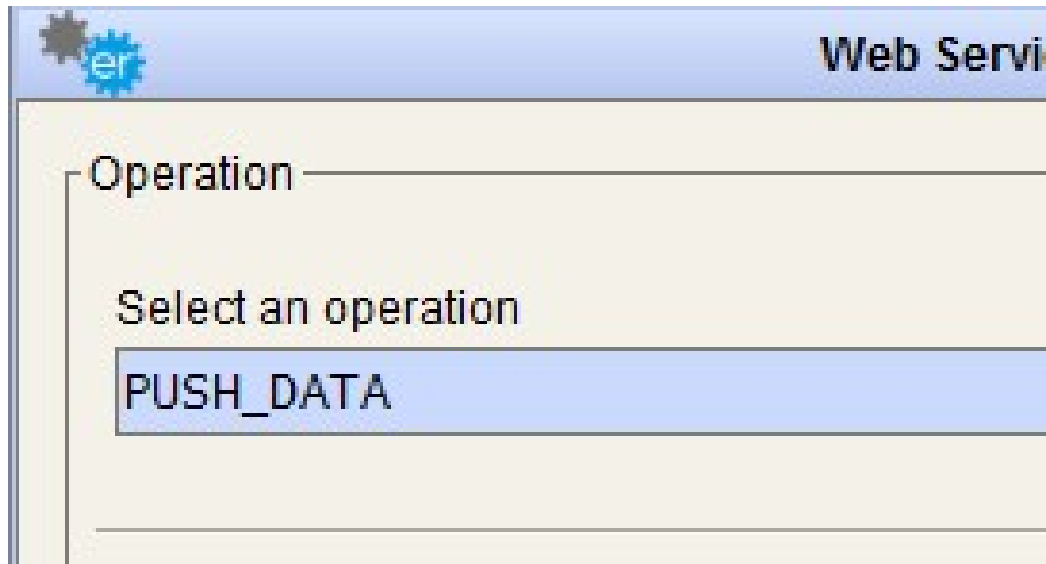 er
Web Servi
Operation
Select an operation
PUSH_DATA